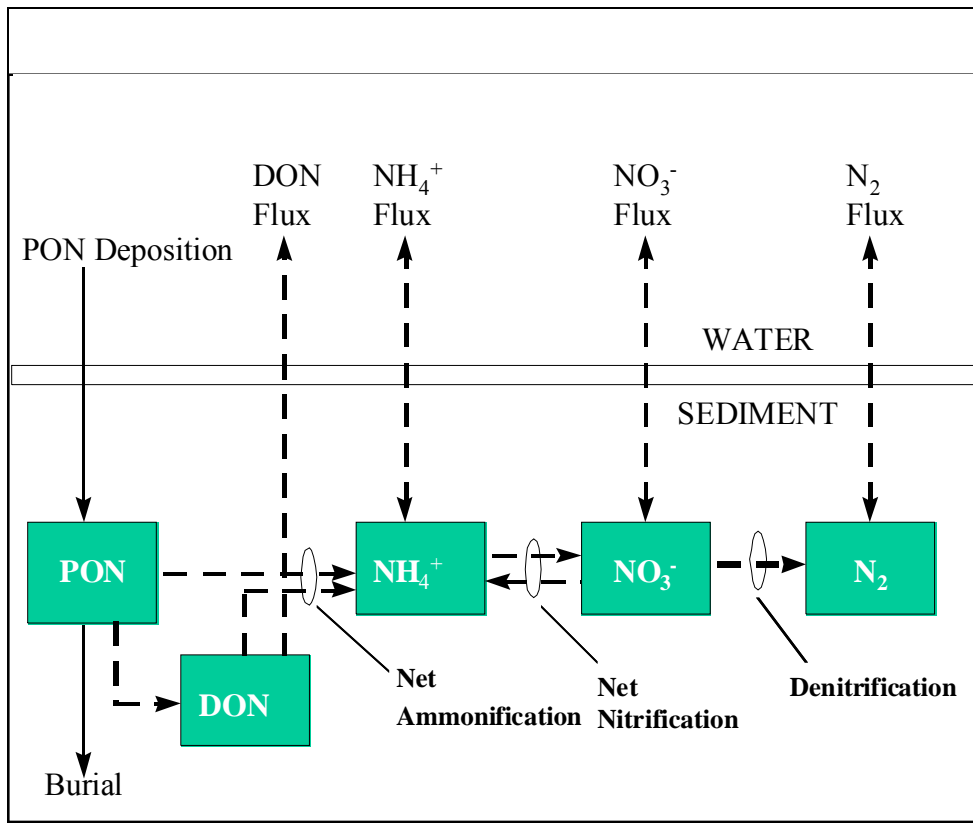 DON
Flux
NH₄⁺
Flux
NO₃⁻
Flux
N₂
Flux
PON Deposition
WATER
SEDIMENT
PON
NH₄⁺
NO₃⁻
N₂
DON
Net
Ammonification
Net
Nitrification
Denitrification
Burial